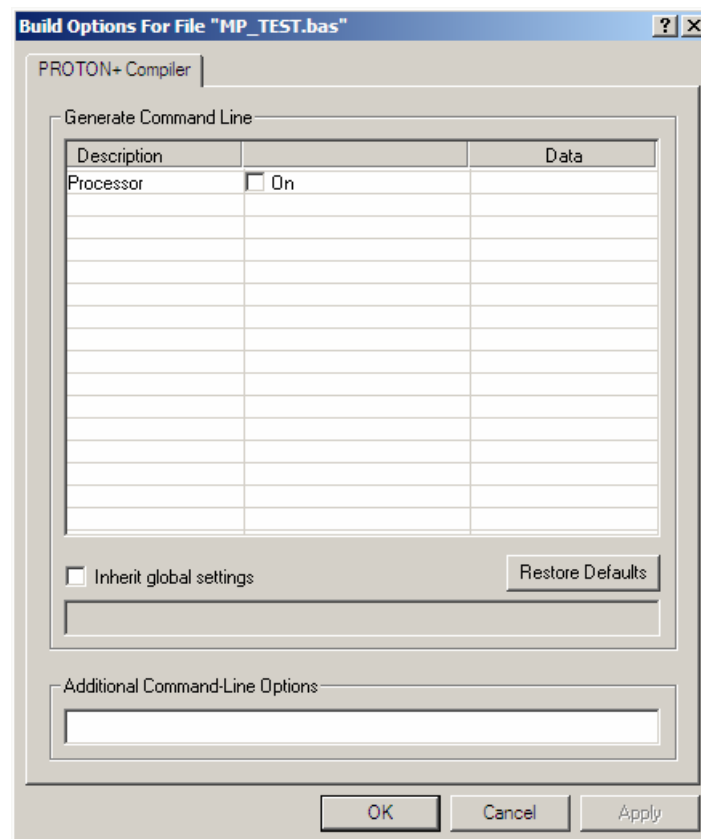 Build Options For File "MP_TEST.bas"
PROTON+ Compiler
Generate Command Line
Description Data
Processor On
Inherit global settings Restore Defaults
Additional Command-Line Options
OK Cancel Apply